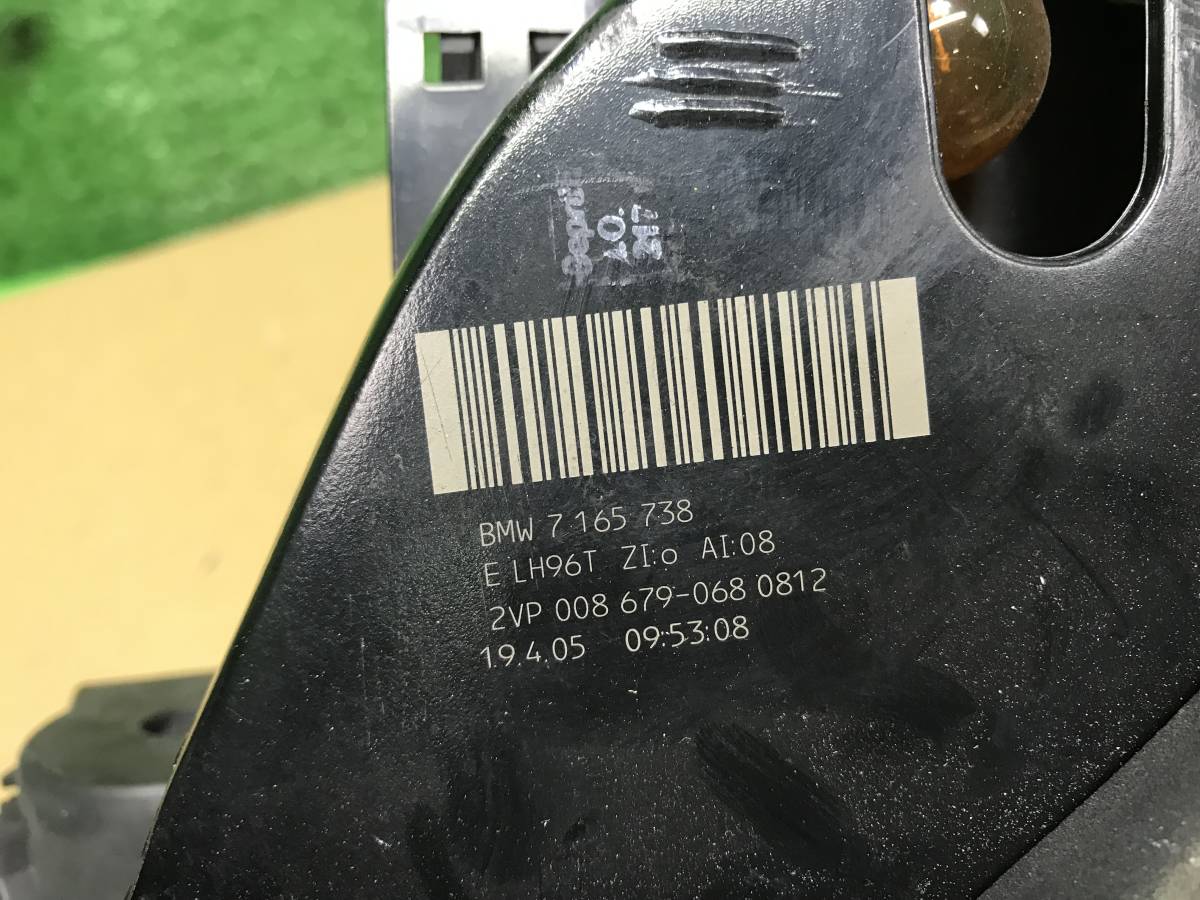 BMW 7 165 738
E LH96T ZI:o AI:08
2VP 008 679-068 0812
19.4.05 09:53:08